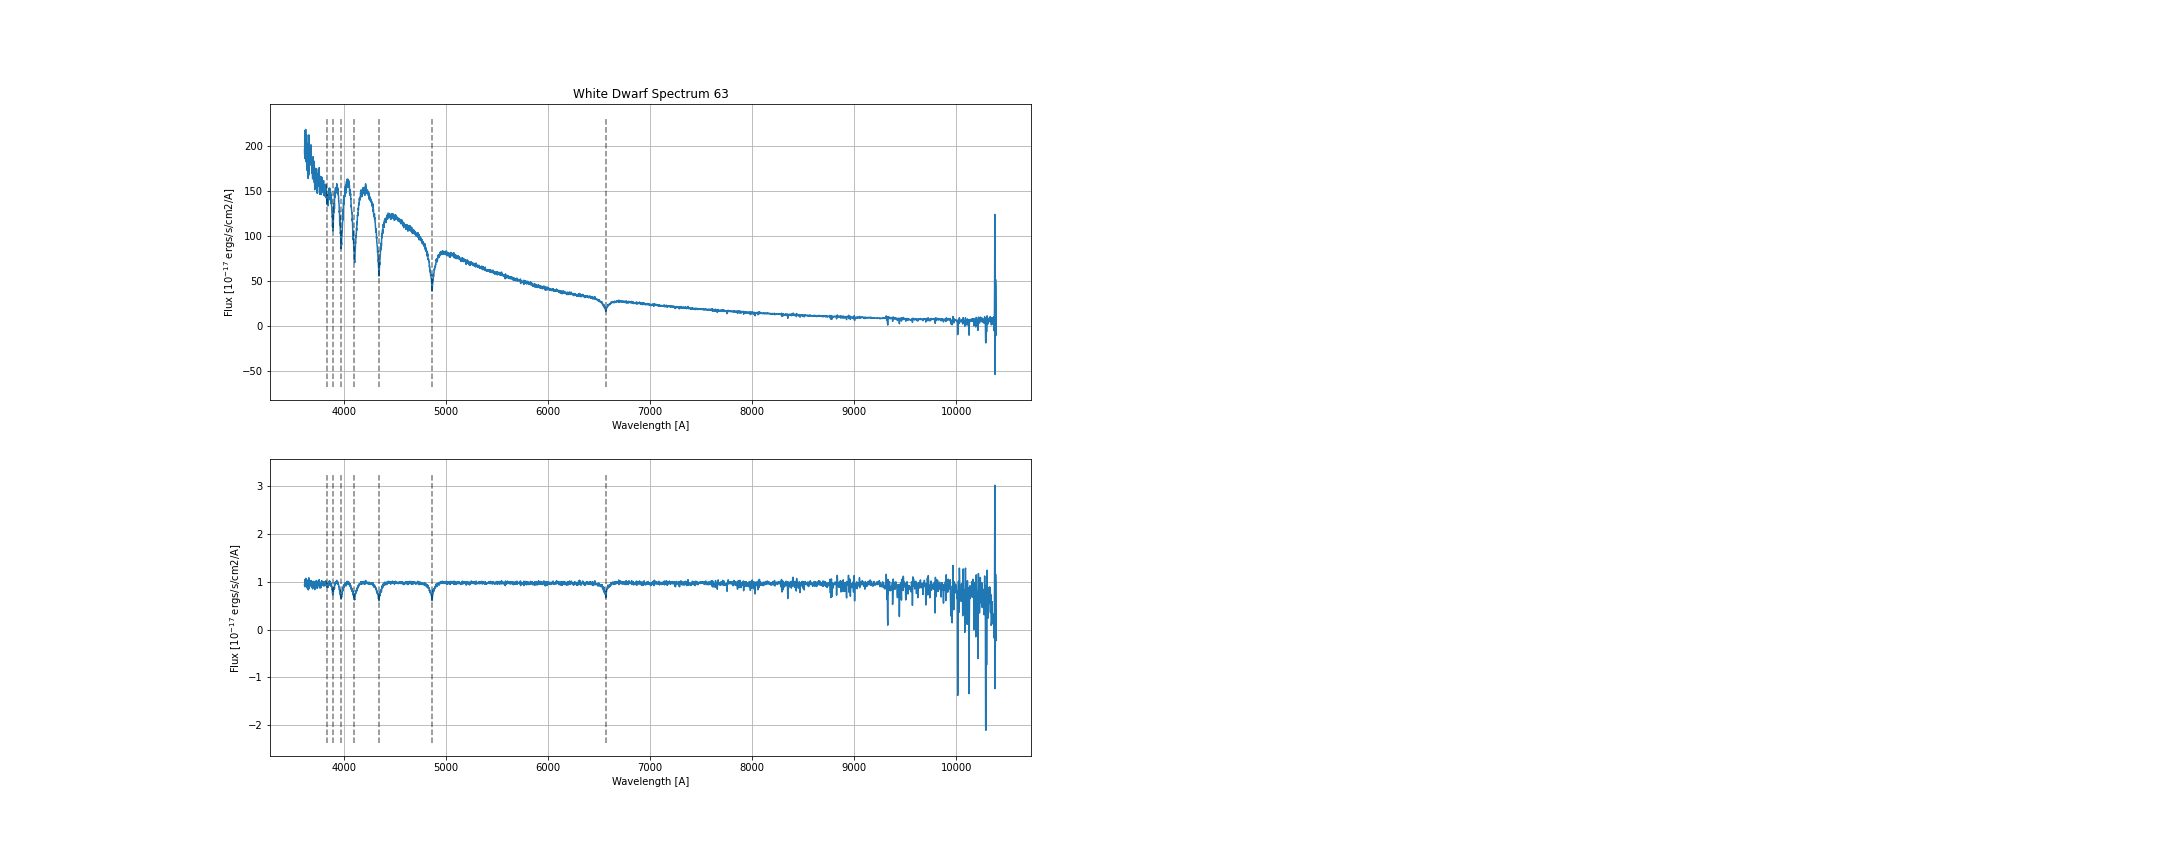 White Dwarf Spectrum 63
Flux [10⁻¹⁷ ergs/s/cm2/A]
200
150
100
50
0
−50
4000 5000 6000 7000 8000 9000 10000
Wavelength [A]
Flux [10⁻¹⁷ ergs/s/cm2/A]
3
2
1
0
−1
−2
4000 5000 6000 7000 8000 9000 10000
Wavelength [A]